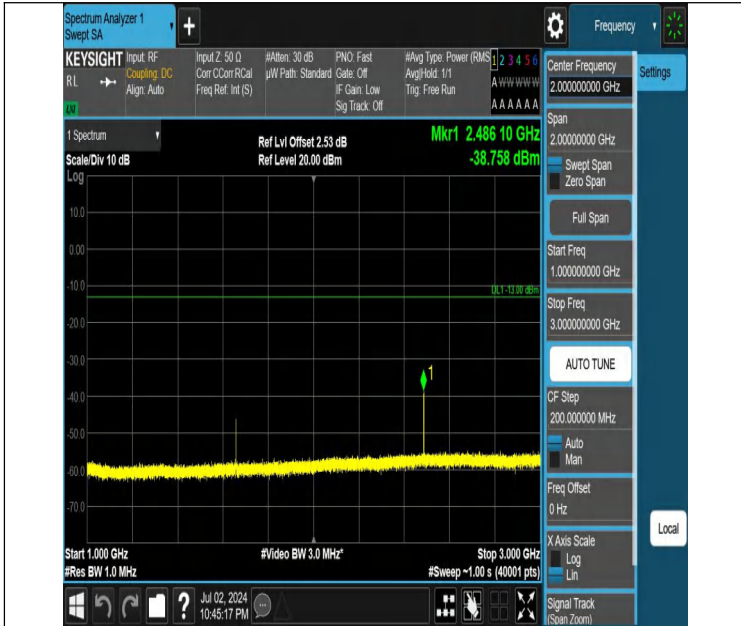 Spectrum Analyzer 1
Swept SA
+
Frequency
KEYSIGHT
RL
Input: RF
Coupling: DC
Align: Auto
Input Z: 50 Ω
Corr CCorr RCal
Freq Ref: Int (S)
#Atten: 30 dB
µW Path: Standard
PNO: Fast
Gate: Off
IF Gain: Low
Sig Track: Off
#Avg Type: Power (RMS
Avg|Hold: 1/1
Trig: Free Run
1 2 3 4 5 6
A W W W W W
A A A A A A
1 Spectrum
Scale/Div 10 dB
Log
Ref Lvl Offset 2.53 dB
Ref Level 20.00 dBm
Mkr1 2.486 10 GHz
-38.758 dBm
10.0
0.00
-10.0
-20.0
-30.0
-40.0
-50.0
-60.0
-70.0
DL1 -13.00 dBm
1
Start 1.000 GHz
#Res BW 1.0 MHz
#Video BW 3.0 MHz*
Stop 3.000 GHz
#Sweep ~1.00 s (40001 pts)
?
Jul 02, 2024
10:45:17 PM
Center Frequency
2.000000000 GHz
Span
2.00000000 GHz
Swept Span
Zero Span
Full Span
Start Freq
1.000000000 GHz
Stop Freq
3.000000000 GHz
AUTO TUNE
CF Step
200.000000 MHz
Auto
Man
Freq Offset
0 Hz
X Axis Scale
Log
Lin
Signal Track
(Span Zoom)
Settings
Local